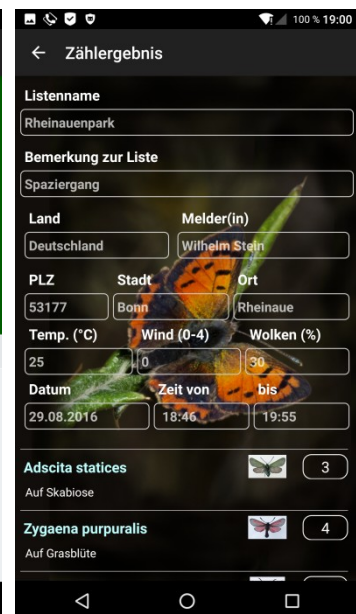 100 % 19:00
Zählergebnis
Listenname
Rheinauenpark
Bemerkung zur Liste
Spaziergang
Land Melder(in)
Deutschland Wilhelm Stein
PLZ Stadt Ort
53177 Bonn Rheinaue
Temp. (°C) Wind (0-4) Wolken (%)
25 0 30
Datum Zeit von bis
29.08.2016 18:46 19:55
Adscita statices 3
Auf Skabiose
Zygaena purpuralis 4
Auf Grasblüte